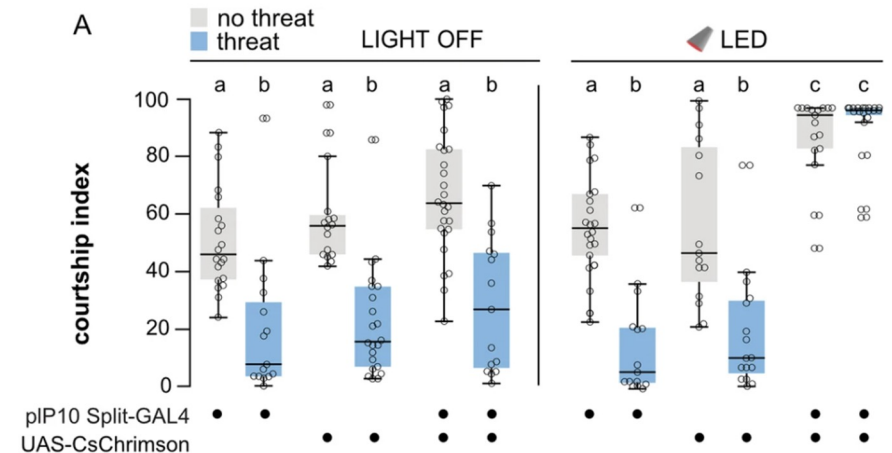 A
no threat
threat
LIGHT OFF
LED
a b a b a b a b a b c c
100
80
60
40
20
0
courtship index
pIP10 Split-GAL4
UAS-CsChrimson